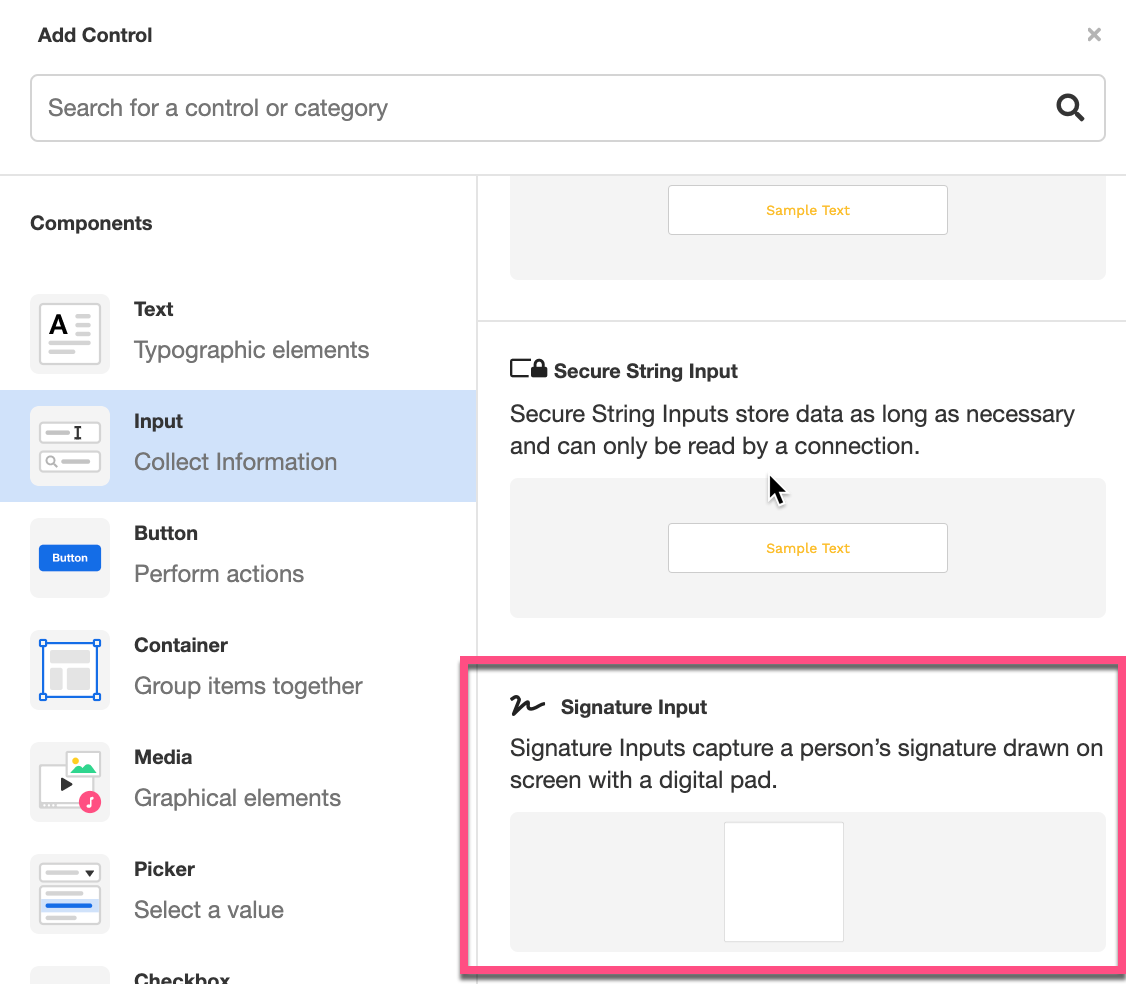 Add Control
Search for a control or category
Components
A
Text
Typographic elements
Input
Collect Information
Button
Button
Perform actions
Container
Group items together
Media
Graphical elements
Picker
Select a value
Checkbox
Sample Text
Secure String Input
Secure String Inputs store data as long as necessary
and can only be read by a connection.
Sample Text
Signature Input
Signature Inputs capture a person’s signature drawn on
screen with a digital pad.